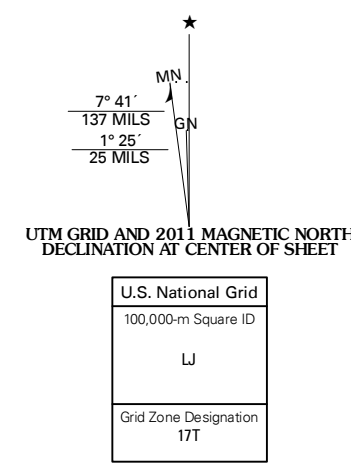 ★
MN
7° 41´
137 MILS
GN
1° 25´
25 MILS
UTM GRID AND 2011 MAGNETIC NORTH
DECLINATION AT CENTER OF SHEET
U.S. National Grid
100,000-m Square ID
LJ
Grid Zone Designation
17T